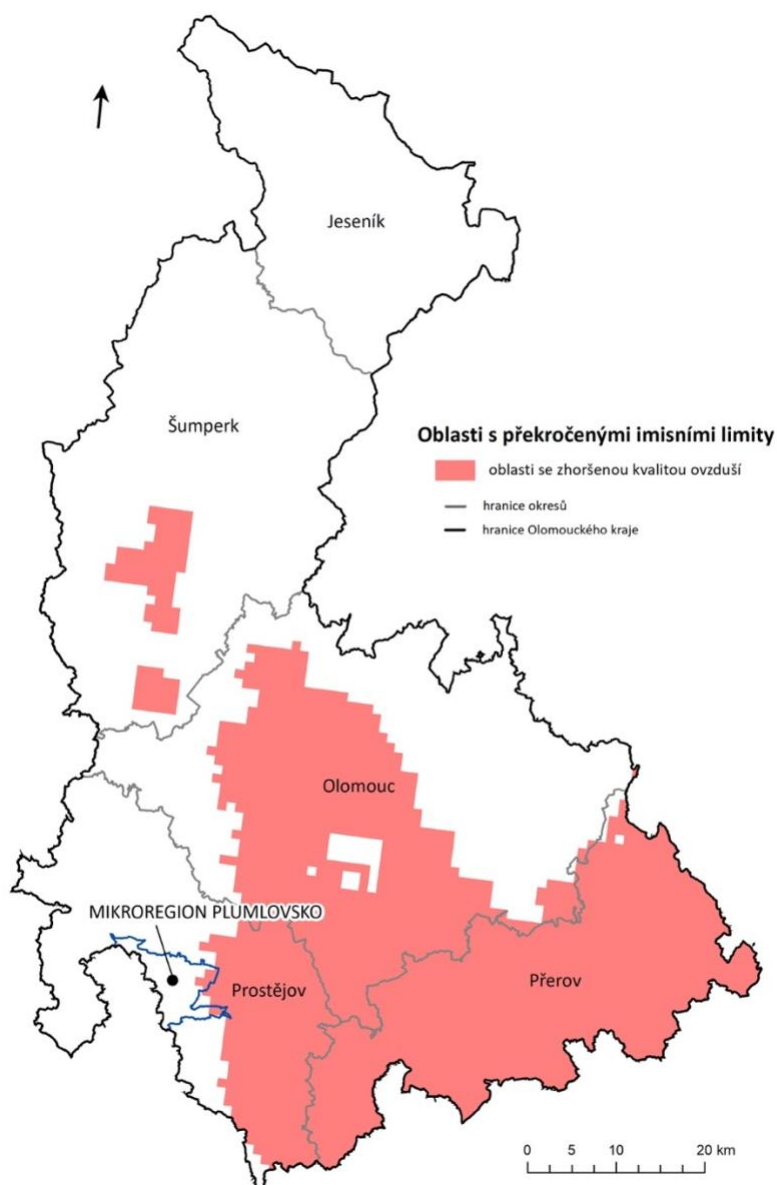 Jeseník
Šumperk
Oblasti s překročenými imisními limity
oblasti se zhoršenou kvalitou ovzduší
hranice okresů
hranice Olomouckého kraje
Olomouc
MIKROREGION PLUMLOVSKO
Prostějov
Přerov
0 5 10 20 km